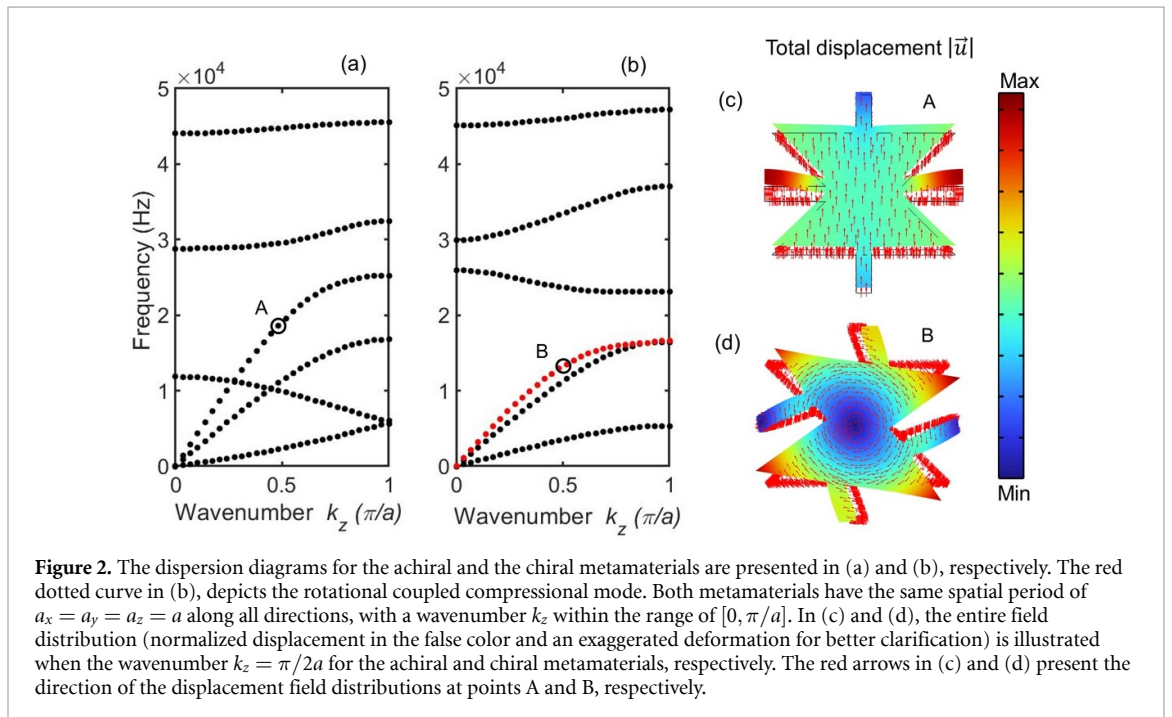 Total displacement |u⃗|
(a)
(b)
×10⁴
×10⁴
5
4
3
2
1
0
Frequency (Hz)
A
0
0.5
1
Wavenumber k_z (π/a)
5
4
3
2
1
0
B
0
0.5
1
Wavenumber k_z (π/a)
(c)
A
(d)
B
Max
Min
Figure 2. The dispersion diagrams for the achiral and the chiral metamaterials are presented in (a) and (b), respectively. The red
dotted curve in (b), depicts the rotational coupled compressional mode. Both metamaterials have the same spatial period of
a_x = a_y = a_z = a along all directions, with a wavenumber k_z within the range of [0, π/a]. In (c) and (d), the entire field
distribution (normalized displacement in the false color and an exaggerated deformation for better clarification) is illustrated
when the wavenumber k_z = π/2a for the achiral and chiral metamaterials, respectively. The red arrows in (c) and (d) present the
direction of the displacement field distributions at points A and B, respectively.